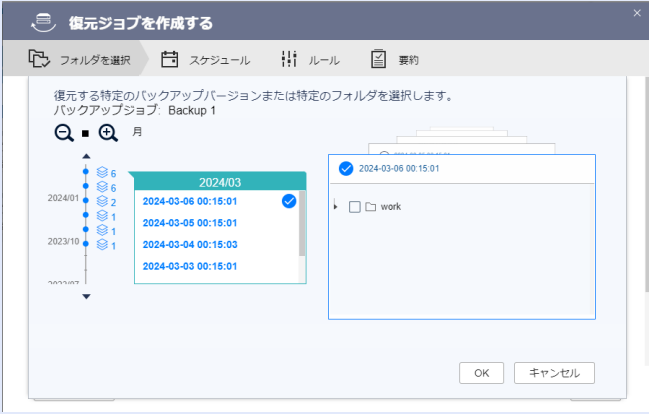 復元ジョブを作成する
フォルダを選択
スケジュール
ルール
要約
復元する特定のバックアップバージョンまたは特定のフォルダを選択します。
バックアップジョブ: Backup 1
月
6
6
2024/01 2
1
1
2023/10 1
2024/03
2024-03-06 00:15:01
2024-03-05 00:15:01
2024-03-04 00:15:03
2024-03-03 00:15:01
2024-03-06 00:15:01
work
OK
キャンセル